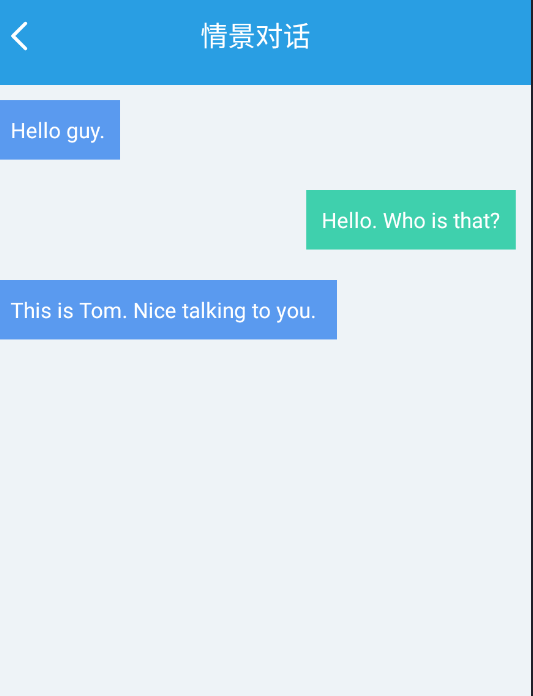 情景对话
Hello guy.
Hello. Who is that?
This is Tom. Nice talking to you.